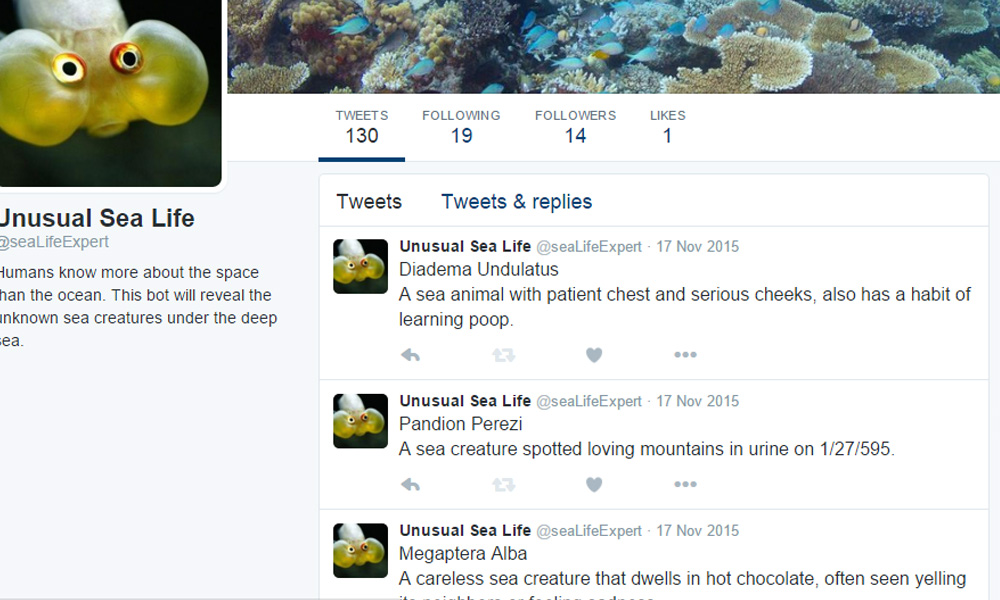 TWEETS FOLLOWING FOLLOWERS LIKES
130 19 14 1
Unusual Sea Life
@seaLifeExpert
Humans know more about the space
than the ocean. This bot will reveal the
unknown sea creatures under the deep
sea.
Tweets Tweets & replies
Unusual Sea Life @seaLifeExpert · 17 Nov 2015
Diadema Undulatus
A sea animal with patient chest and serious cheeks, also has a habit of
learning poop.
Unusual Sea Life @seaLifeExpert · 17 Nov 2015
Pandion Perezi
A sea creature spotted loving mountains in urine on 1/27/595.
Unusual Sea Life @seaLifeExpert · 17 Nov 2015
Megaptera Alba
A careless sea creature that dwells in hot chocolate, often seen yelling
its neighbors or feeling sadness.